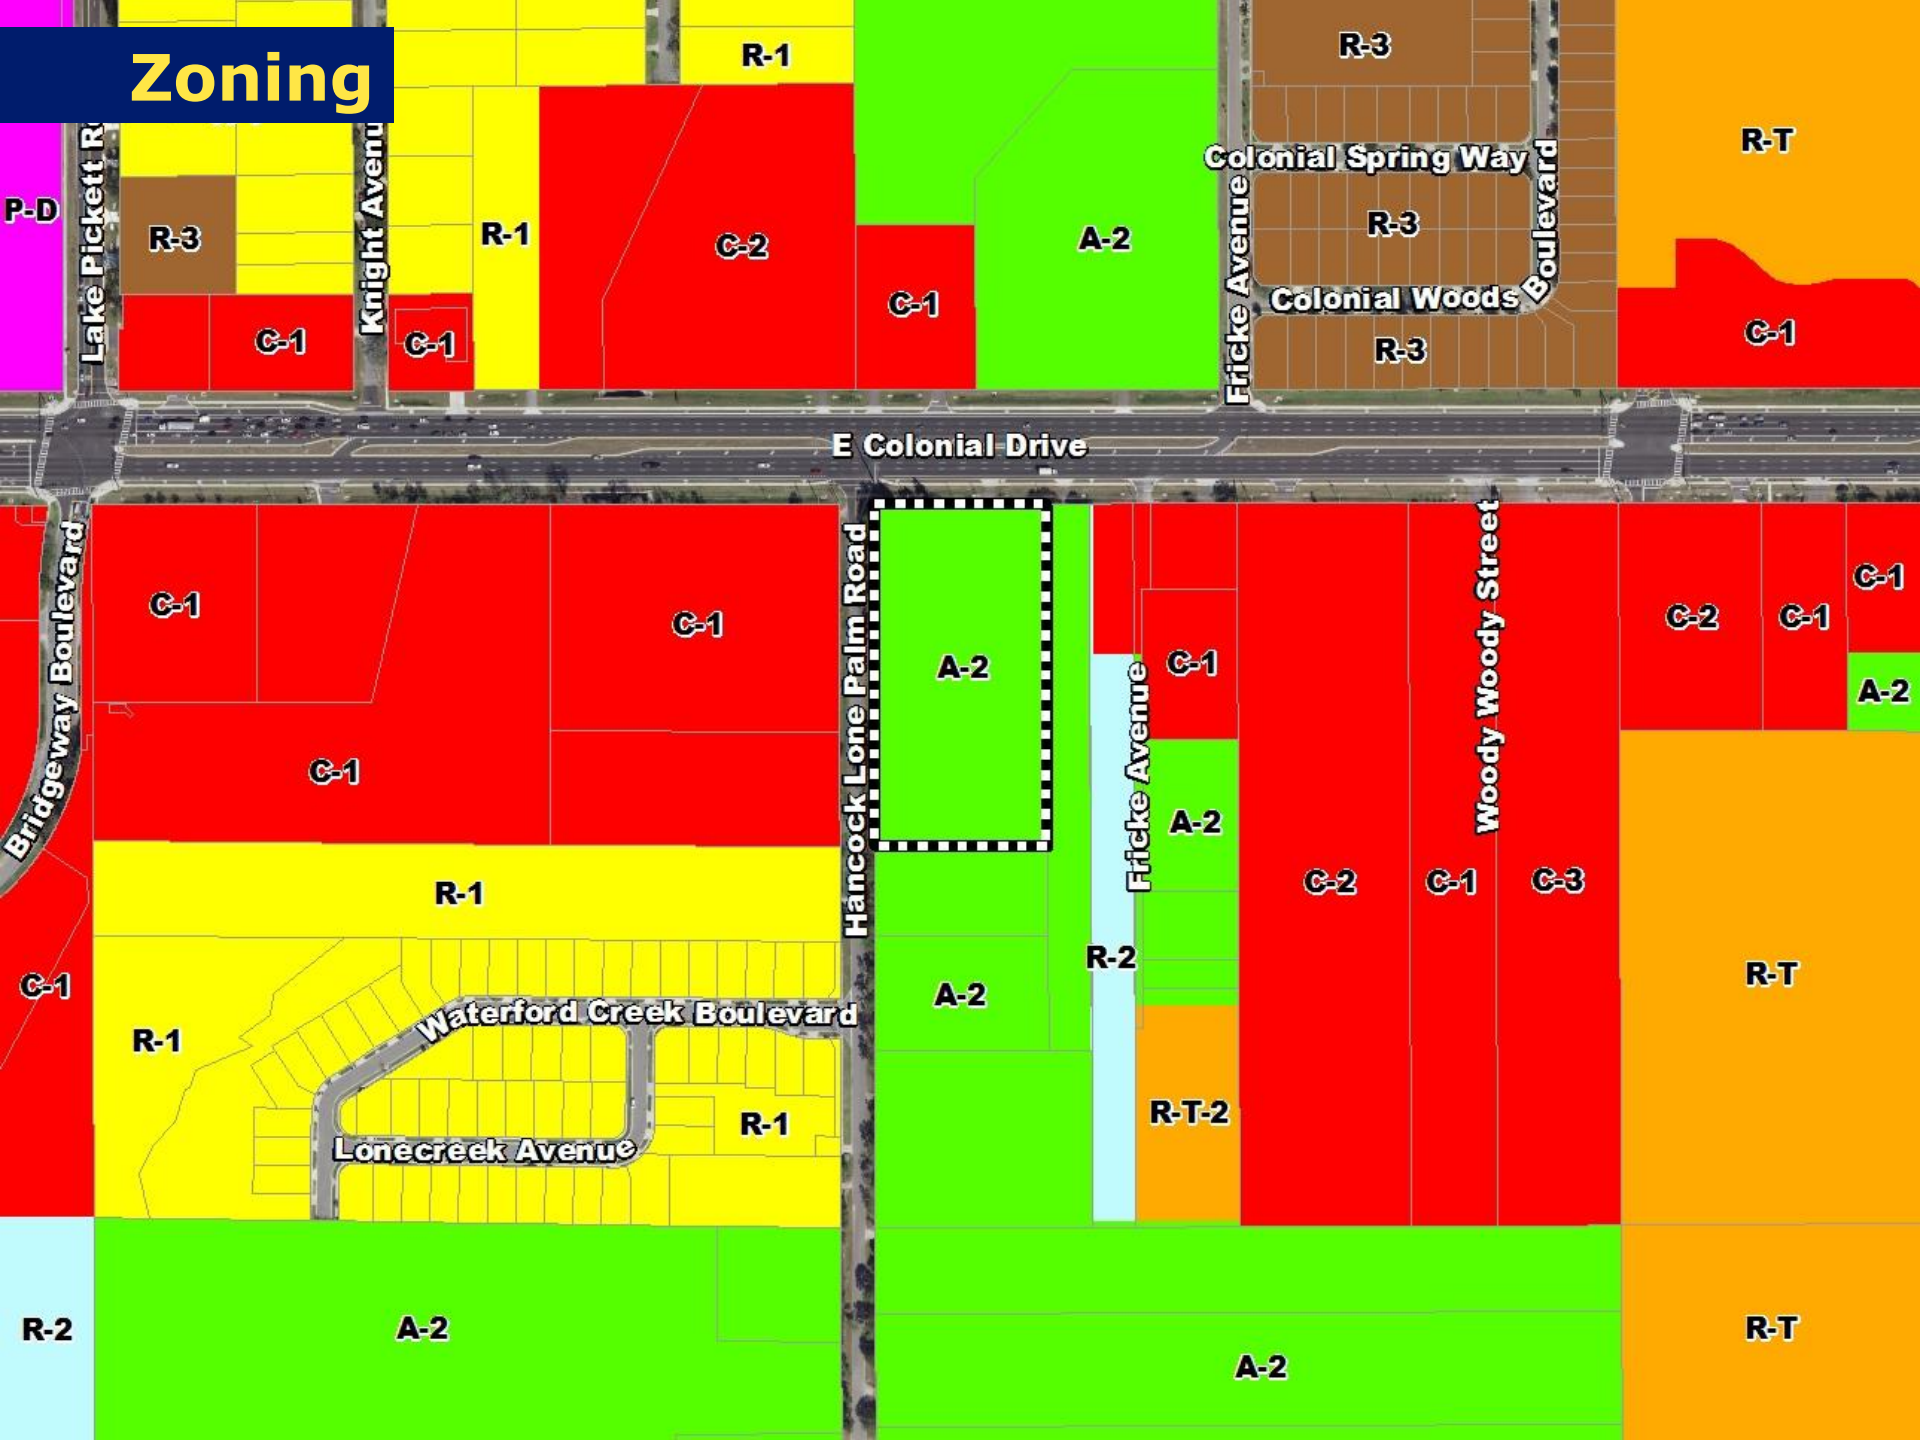 Zoning
R-1
R-3
R-T
Lake Pickett R
Knight Avenu
Colonial Spring Way
Boulevard
P-D
R-3
R-1
C-2
A-2
Fricke Avenue
R-3
C-1
Colonial Woods
C-1
C-1
R-3
C-1
E Colonial Drive
Bridgeway Boulevard
C-1
C-1
Hancock Lone Palm Road
A-2
C-1
Fricke Avenue
Woody Woody Street
C-2
C-1
C-1
A-2
C-1
A-2
R-1
C-2
C-1
C-3
R-2
C-1
A-2
R-T
R-1
Waterford Creek Boulevard
R-T-2
R-1
Lonecreek Avenue
R-2
A-2
A-2
R-T